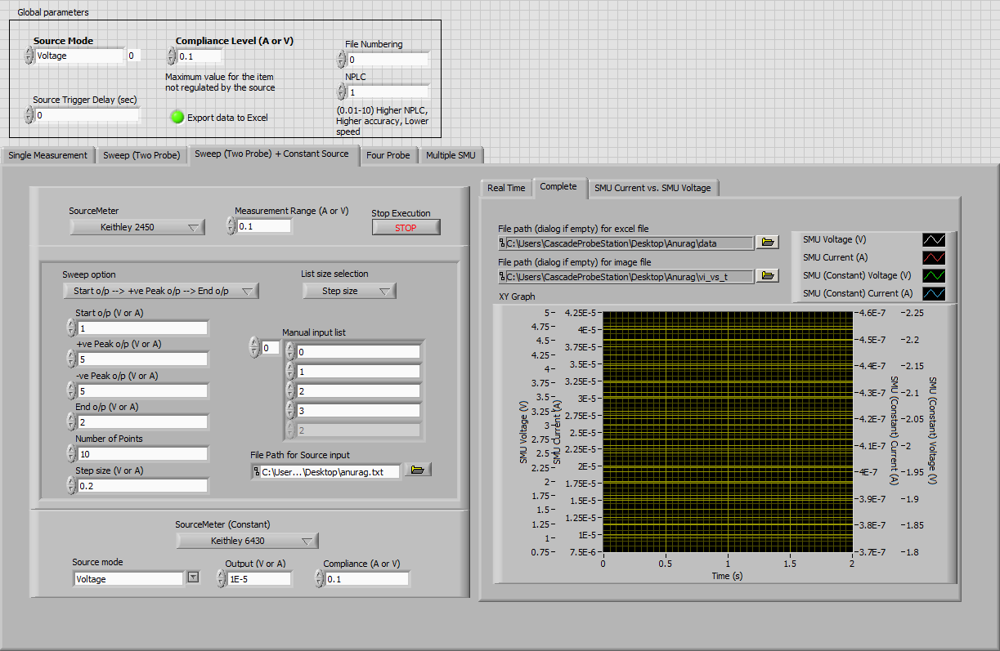 Global parameters
Source Mode
Voltage 0
Compliance Level (A or V)
0.1
Maximum value for the item
not regulated by the source
File Numbering
0
NPLC
1
(0.01-10) Higher NPLC,
Higher accuracy, Lower
speed
Source Trigger Delay (sec)
0
Export data to Excel
Single Measurement
Sweep (Two Probe)
Sweep (Two Probe) + Constant Source
Four Probe
Multiple SMU
SourceMeter
Keithley 2450
Measurement Range (A or V)
0.1
Stop Execution
STOP
Sweep option
Start o/p --> +ve Peak o/p --> End o/p
List size selection
Step size
Start o/p (V or A)
1
+ve Peak o/p (V or A)
5
-ve Peak o/p (V or A)
5
End o/p (V or A)
2
Number of Points
10
Step size (V or A)
0.2
Manual input list
0
0
1
2
3
2
File Path for Source input
C:\User...\Desktop\anurag.txt
SourceMeter (Constant)
Keithley 6430
Source mode
Voltage
Output (V or A)
1E-5
Compliance (A or V)
0.1
Real Time
Complete
SMU Current vs. SMU Voltage
File path (dialog if empty) for excel file
C:\Users\CascadeProbeStation\Desktop\Anurag\data
File path (dialog if empty) for image file
C:\Users\CascadeProbeStation\Desktop\Anurag\vi_vs_t
SMU Voltage (V)
SMU Current (A)
SMU (Constant) Voltage (V)
SMU (Constant) Current (A)
XY Graph
SMU Voltage (V)
5
4.75
4.5
4.25
4
3.75
3.5
3.25
3
2.75
2.5
2.25
2
1.75
1.5
1.25
1
0.75
SMU Current (A)
4.25E-5
4E-5
3.75E-5
3.5E-5
3.25E-5
3E-5
2.75E-5
2.5E-5
2.25E-5
2E-5
1.75E-5
1.5E-5
1.25E-5
1E-5
7.5E-6
0
0.5
1
1.5
2
Time (s)
4.6E-7
4.5E-7
4.4E-7
4.3E-7
4.2E-7
4.1E-7
4E-7
3.9E-7
3.8E-7
3.7E-7
SMU (Constant) Current (A)
2.25
2.2
2.15
2.1
2.05
2
1.95
1.9
1.85
1.8
SMU (Constant) Voltage (V)